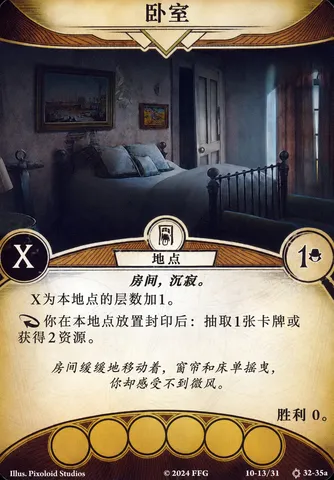 卧室
X
1
地点
房间，沉寂。
X为本地点的层数加1。
你在本地点放置封印后：抽取1张卡牌或
获得2资源。
房间缓缓地移动着，窗帘和床单摇曳，
你却感受不到微风。
胜利 0。
Illus. Pixoloid Studios
© 2024 FFG
10-13/31
32-35a